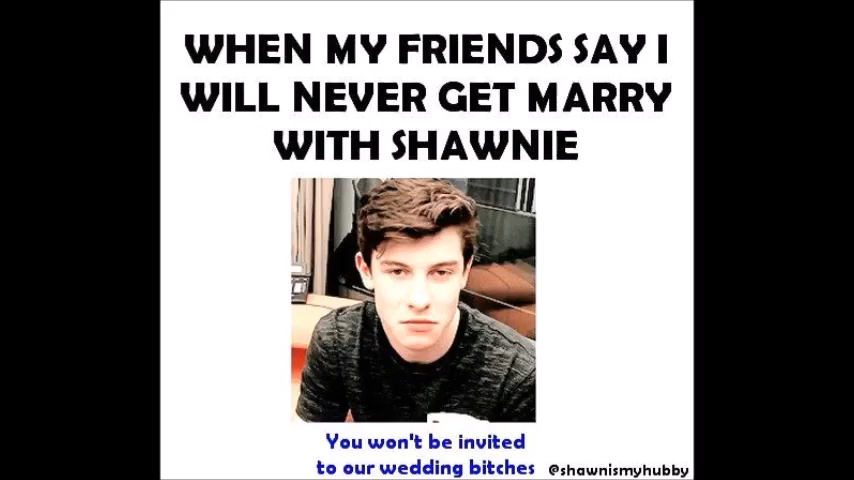 WHEN MY FRIENDS SAY I
WILL NEVER GET MARRY
WITH SHAWNIE
You won't be invited
to our wedding bitches
@shawnismyhubby